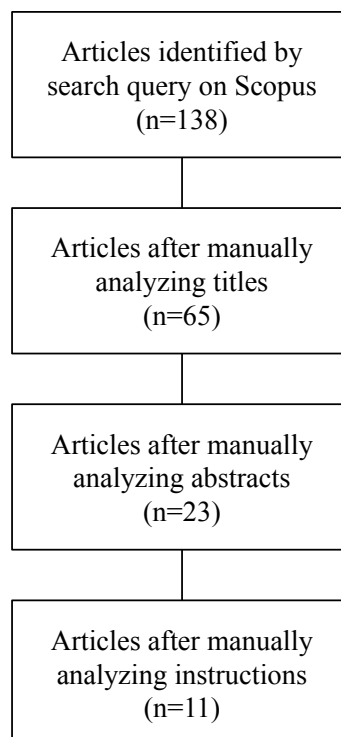 Articles identified by
search query on Scopus
(n=138)
Articles after manually
analyzing titles
(n=65)
Articles after manually
analyzing abstracts
(n=23)
Articles after manually
analyzing instructions
(n=11)